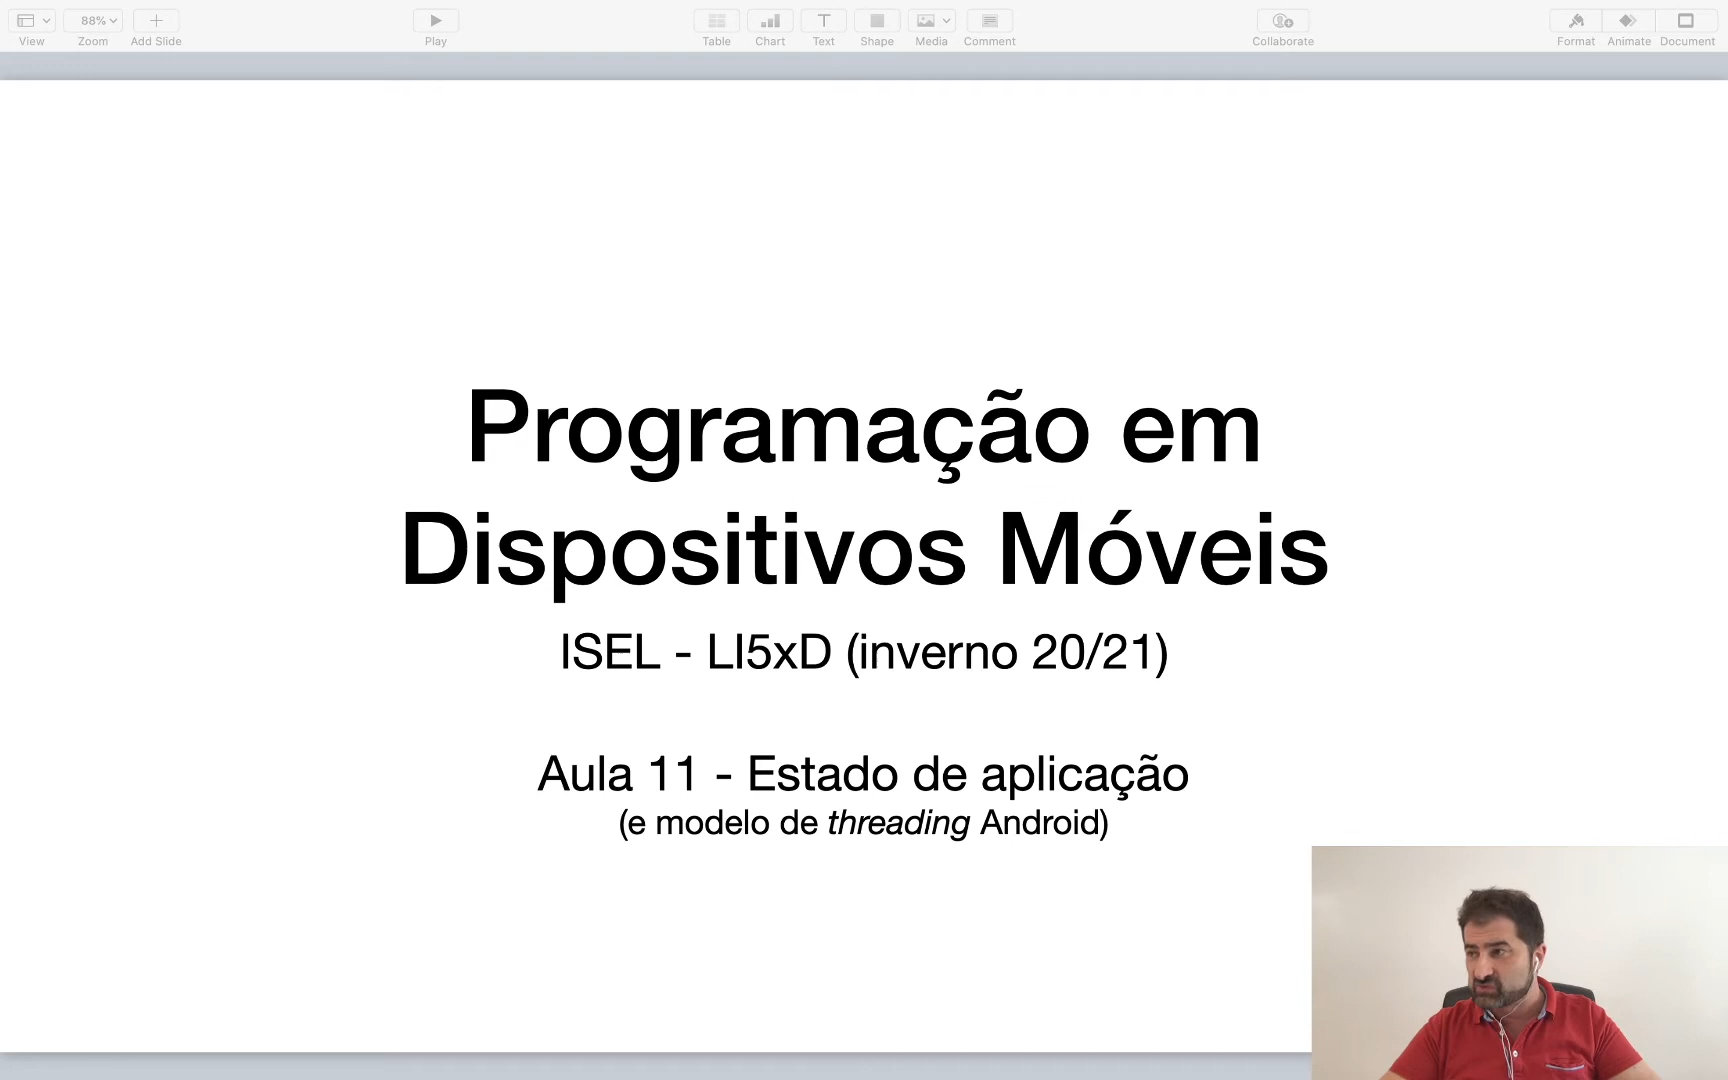 88%
View
Zoom
Add Slide
Play
Table
Chart
Text
Shape
Media
Comment
Collaborate
Format
Animate
Document
Programação em
Dispositivos Móveis
ISEL - LI5xD (inverno 20/21)
Aula 11 - Estado de aplicação
(e modelo de threading Android)